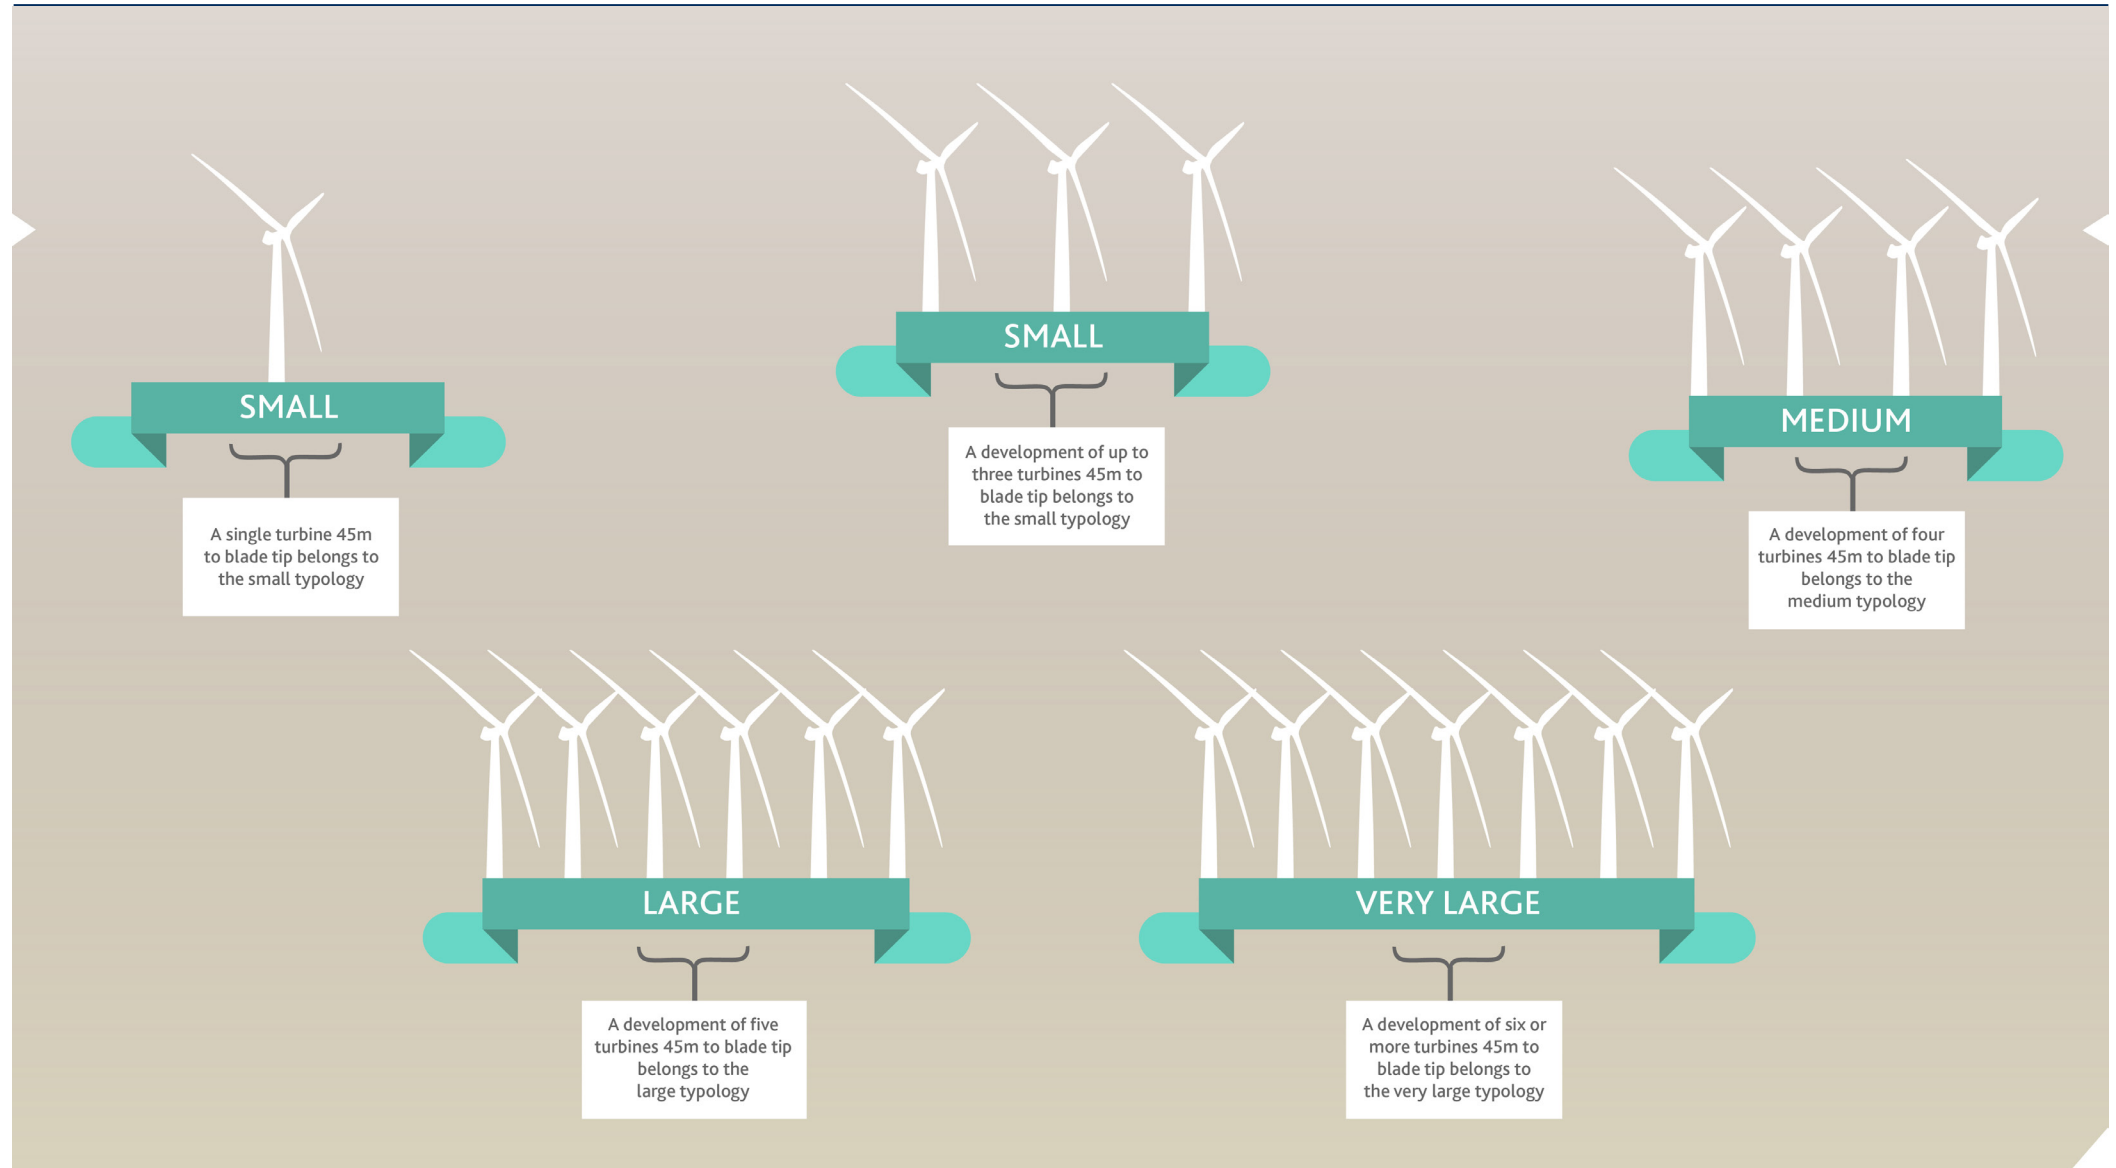 SMALL
A single turbine 45m
to blade tip belongs to
the small typology
SMALL
A development of up to
three turbines 45m to
blade tip belongs to
the small typology
MEDIUM
A development of four
turbines 45m to blade tip
belongs to the
medium typology
LARGE
A development of five
turbines 45m to blade tip
belongs to the
large typology
VERY LARGE
A development of six or
more turbines 45m to
blade tip belongs to
the very large typology